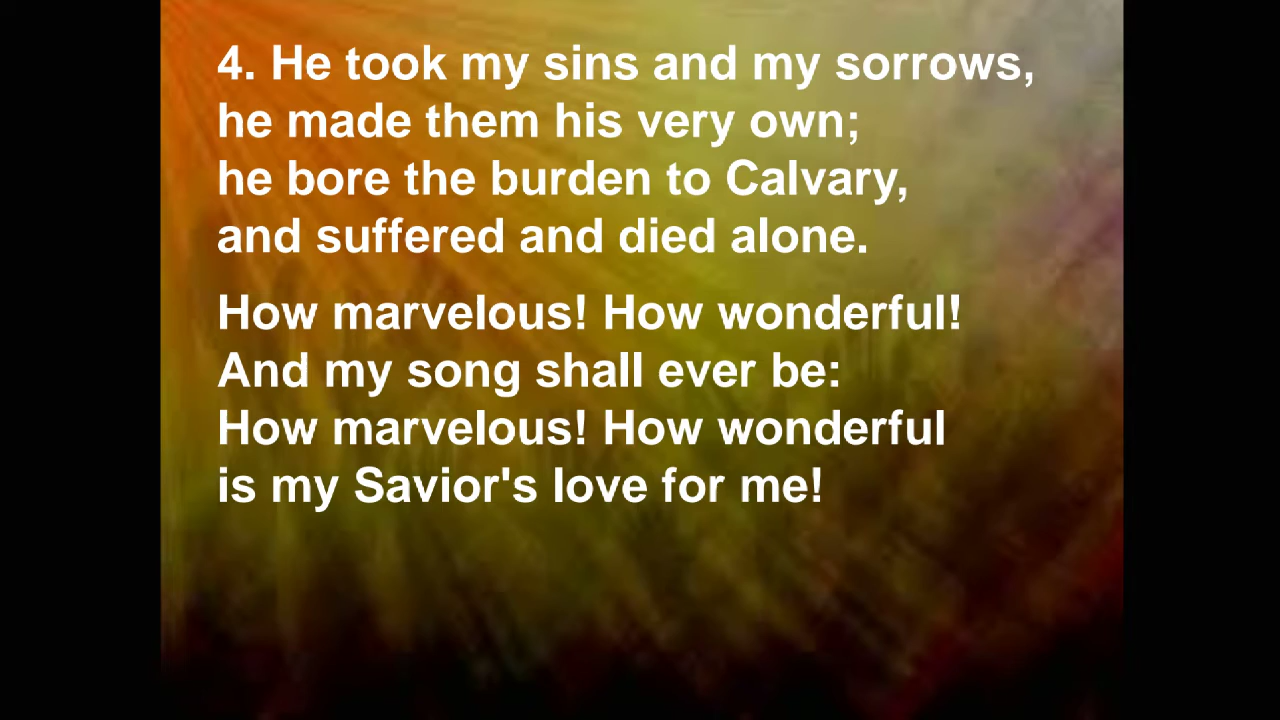 4. He took my sins and my sorrows,
he made them his very own;
he bore the burden to Calvary,
and suffered and died alone.
How marvelous! How wonderful!
And my song shall ever be:
How marvelous! How wonderful
is my Savior's love for me!